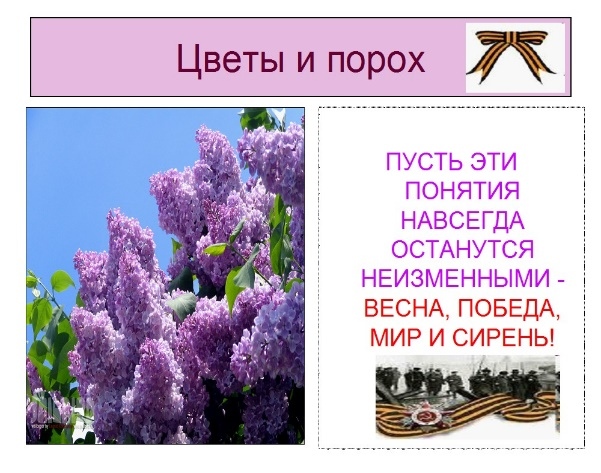 Цветы и порох
ПУСТЬ ЭТИ
ПОНЯТИЯ
НАВСЕГДА
ОСТАНУТСЯ
НЕИЗМЕННЫМИ -
ВЕСНА, ПОБЕДА,
МИР И СИРЕНЬ!